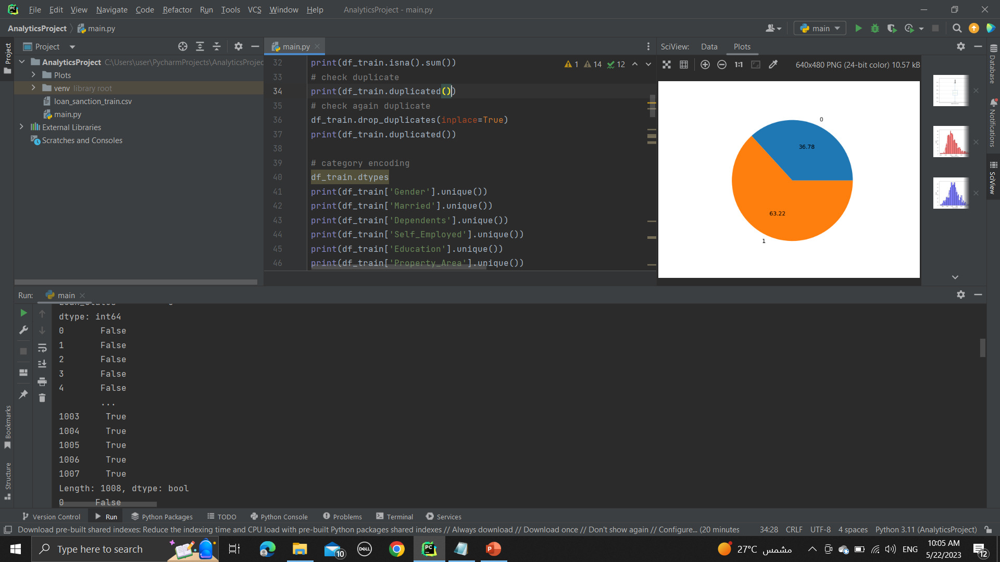 File Edit View Navigate Code Refactor Run Tools VCS Window Help AnalyticsProject - main.py
AnalyticsProject main.py
main
Project
Project
AnalyticsProject C:\Users\user\PycharmProjects\AnalyticsProjec
Plots
venv library root
loan_sanction_train.csv
main.py
External Libraries
Scratches and Consoles
main.py
1 14 12
32 print(df_train.isna().sum())
33 # check duplicate
34 print(df_train.duplicated())
35 # check again duplicate
36 df_train.drop_duplicates(inplace=True)
37 print(df_train.duplicated())
38
39 # category encoding
40 df_train.dtypes
41 print(df_train['Gender'].unique())
42 print(df_train['Married'].unique())
43 print(df_train['Dependents'].unique())
44 print(df_train['Self_Employed'].unique())
45 print(df_train['Education'].unique())
46 print(df_train['Property_Area'].unique())
SciView: Data Plots
1:1 640x480 PNG (24-bit color) 10.57 kB
0
36.78
63.22
1
Database
Notifications
SciView
Run: main
dtype: int64
0 False
1 False
2 False
3 False
4 False
...
1003 True
1004 True
1005 True
1006 True
1007 True
Length: 1008, dtype: bool
0 False
Bookmarks
Structure
Version Control Run Python Packages TODO Python Console Problems Terminal Services
Download pre-built shared indexes: Reduce the indexing time and CPU load with pre-built Python packages shared indexes // Always download // Download once // Don't show again // Configure... (20 minutes 34:28 CRLF UTF-8 4 spaces Python 3.11 (AnalyticsProject)
Type here to search
10
DELL
PC
P
27°C مشمس
ENG
10:05 AM
5/22/2023
12